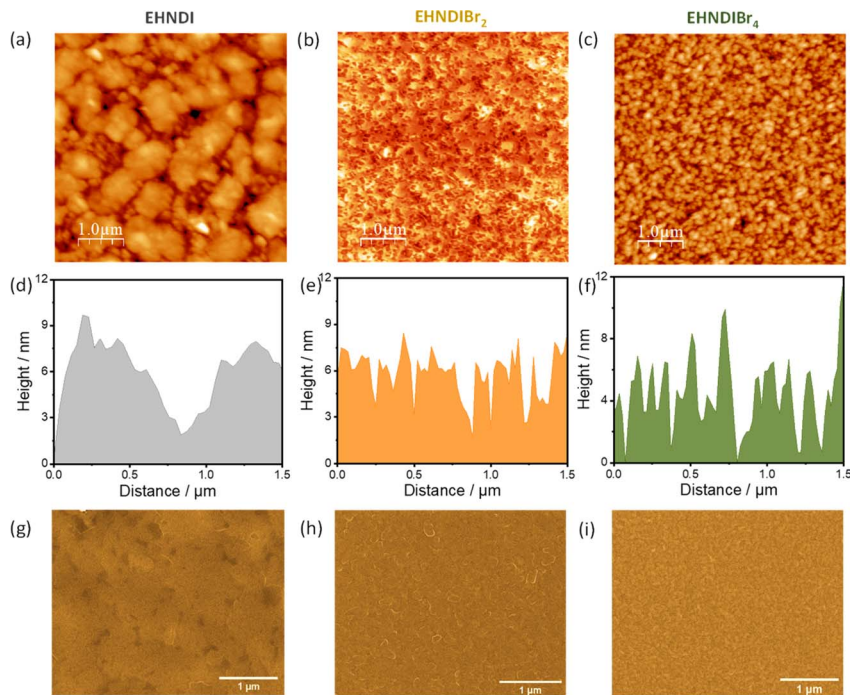 EHNDI EHNDIBr₂ EHNDIBr₄
(a) (b) (c)
1.0µm 1.0µm 1.0µm
(d) (e) (f)
12 12 12
9 9 8
6 6 4
3 3 0
0 0
Height / nm Height / nm Height / nm
0.0 0.5 1.0 1.5 0.0 0.5 1.0 1.5 0.0 0.5 1.0 1.5
Distance / µm Distance / µm Distance / µm
(g) (h) (i)
1 µm 1 µm 1 µm